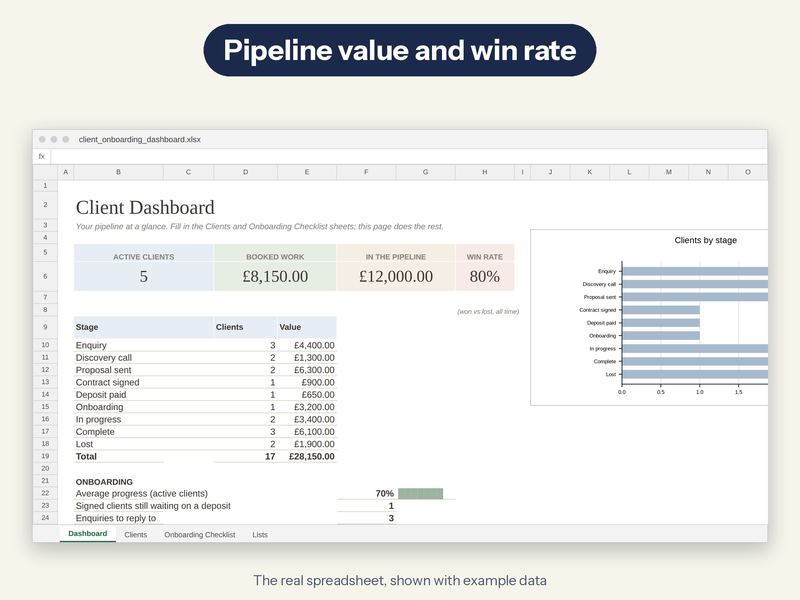 Pipeline value and win rate
client_onboarding_dashboard.xlsx
fx
A B C D E F G H I J K L M N O
1
2 Client Dashboard
3 Your pipeline at a glance. Fill in the Clients and Onboarding Checklist sheets; this page does the rest.
4
5 ACTIVE CLIENTS BOOKED WORK IN THE PIPELINE WIN RATE
6 5 £8,150.00 £12,000.00 80%
7
8 (won vs lost, all time)
9 Stage Clients Value
10 Enquiry 3 £4,400.00
11 Discovery call 2 £1,300.00
12 Proposal sent 2 £6,300.00
13 Contract signed 1 £900.00
14 Deposit paid 1 £650.00
15 Onboarding 1 £3,200.00
16 In progress 2 £3,400.00
17 Complete 3 £6,100.00
18 Lost 2 £1,900.00
19 Total 17 £28,150.00
20
21 ONBOARDING
22 Average progress (active clients) 70%
23 Signed clients still waiting on a deposit 1
24 Enquiries to reply to 3
Clients by stage
Enquiry
Discovery call
Proposal sent
Contract signed
Deposit paid
Onboarding
In progress
Complete
Lost
0.0 0.5 1.0 1.5
Dashboard Clients Onboarding Checklist Lists
The real spreadsheet, shown with example data